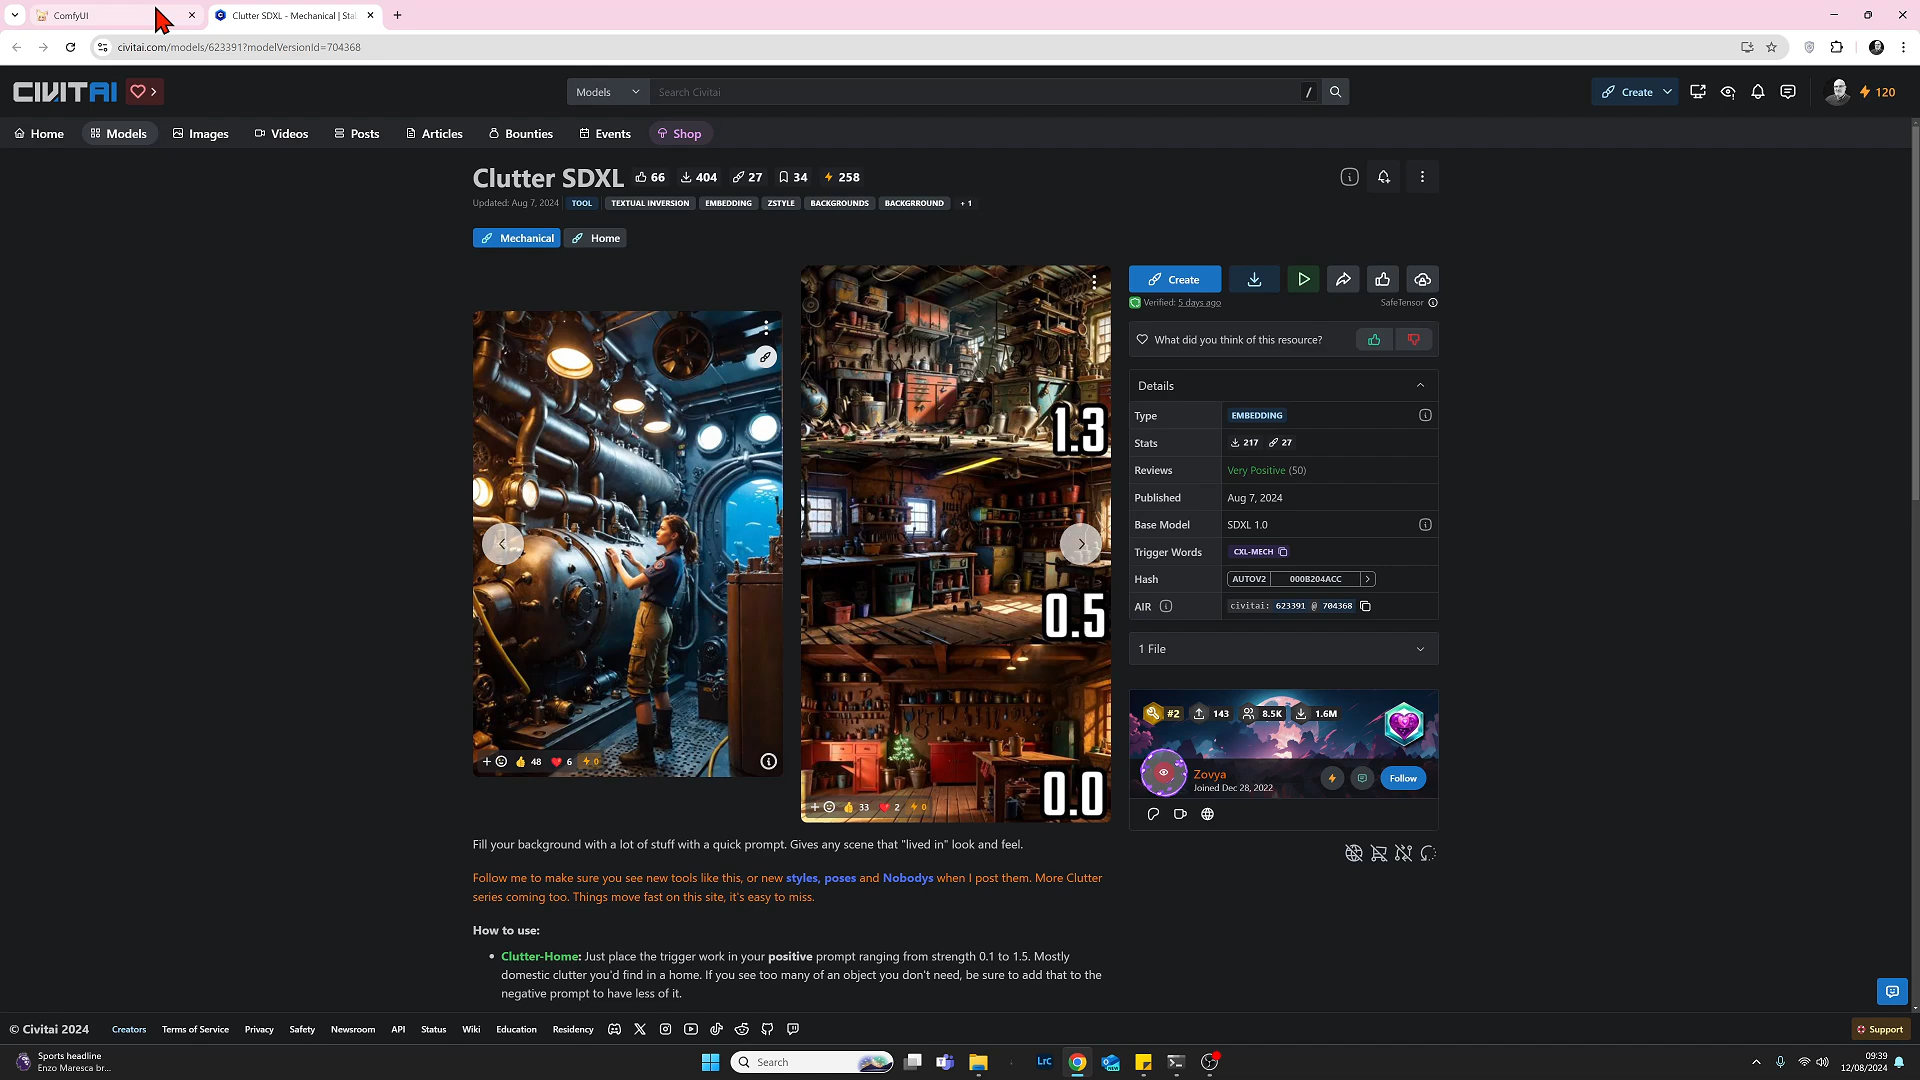 ComfyUI
Clutter SDXL - Mechanical | Sta
civitai.com/models/623391?modelVersionId=704368
CIVITAI
Models
Search Civitai
/
Create
120
Home
Models
Images
Videos
Posts
Articles
Bounties
Events
Shop
Clutter SDXL
66
404
27
34
258
Updated: Aug 7, 2024
TOOL
TEXTUAL INVERSION
EMBEDDING
ZSTYLE
BACKGROUNDS
BACKGRROUND
+ 1
Mechanical
Home
1.3
0.5
0.0
48
6
0
33
2
0
Create
Verified: 5 days ago
SafeTensor
What did you think of this resource?
Details
Type
EMBEDDING
Stats
217
27
Reviews
Very Positive (50)
Published
Aug 7, 2024
Base Model
SDXL 1.0
Trigger Words
CXL-MECH
Hash
AUTOV2
000B204ACC
AIR
civitai: 623391 @ 704368
1 File
#2
143
8.5K
1.6M
Zovya
Joined Dec 28, 2022
Follow
Fill your background with a lot of stuff with a quick prompt. Gives any scene that "lived in" look and feel.
Follow me to make sure you see new tools like this, or new styles, poses and Nobodys when I post them. More Clutter
series coming too. Things move fast on this site, it's easy to miss.
How to use:
• Clutter-Home: Just place the trigger work in your positive prompt ranging from strength 0.1 to 1.5. Mostly
domestic clutter you'd find in a home. If you see too many of an object you don't need, be sure to add that to the
negative prompt to have less of it.
© Civitai 2024
Creators
Terms of Service
Privacy
Safety
Newsroom
API
Status
Wiki
Education
Residency
Support
Sports headline
Enzo Maresca br...
Search
LrC
09:39
12/08/2024